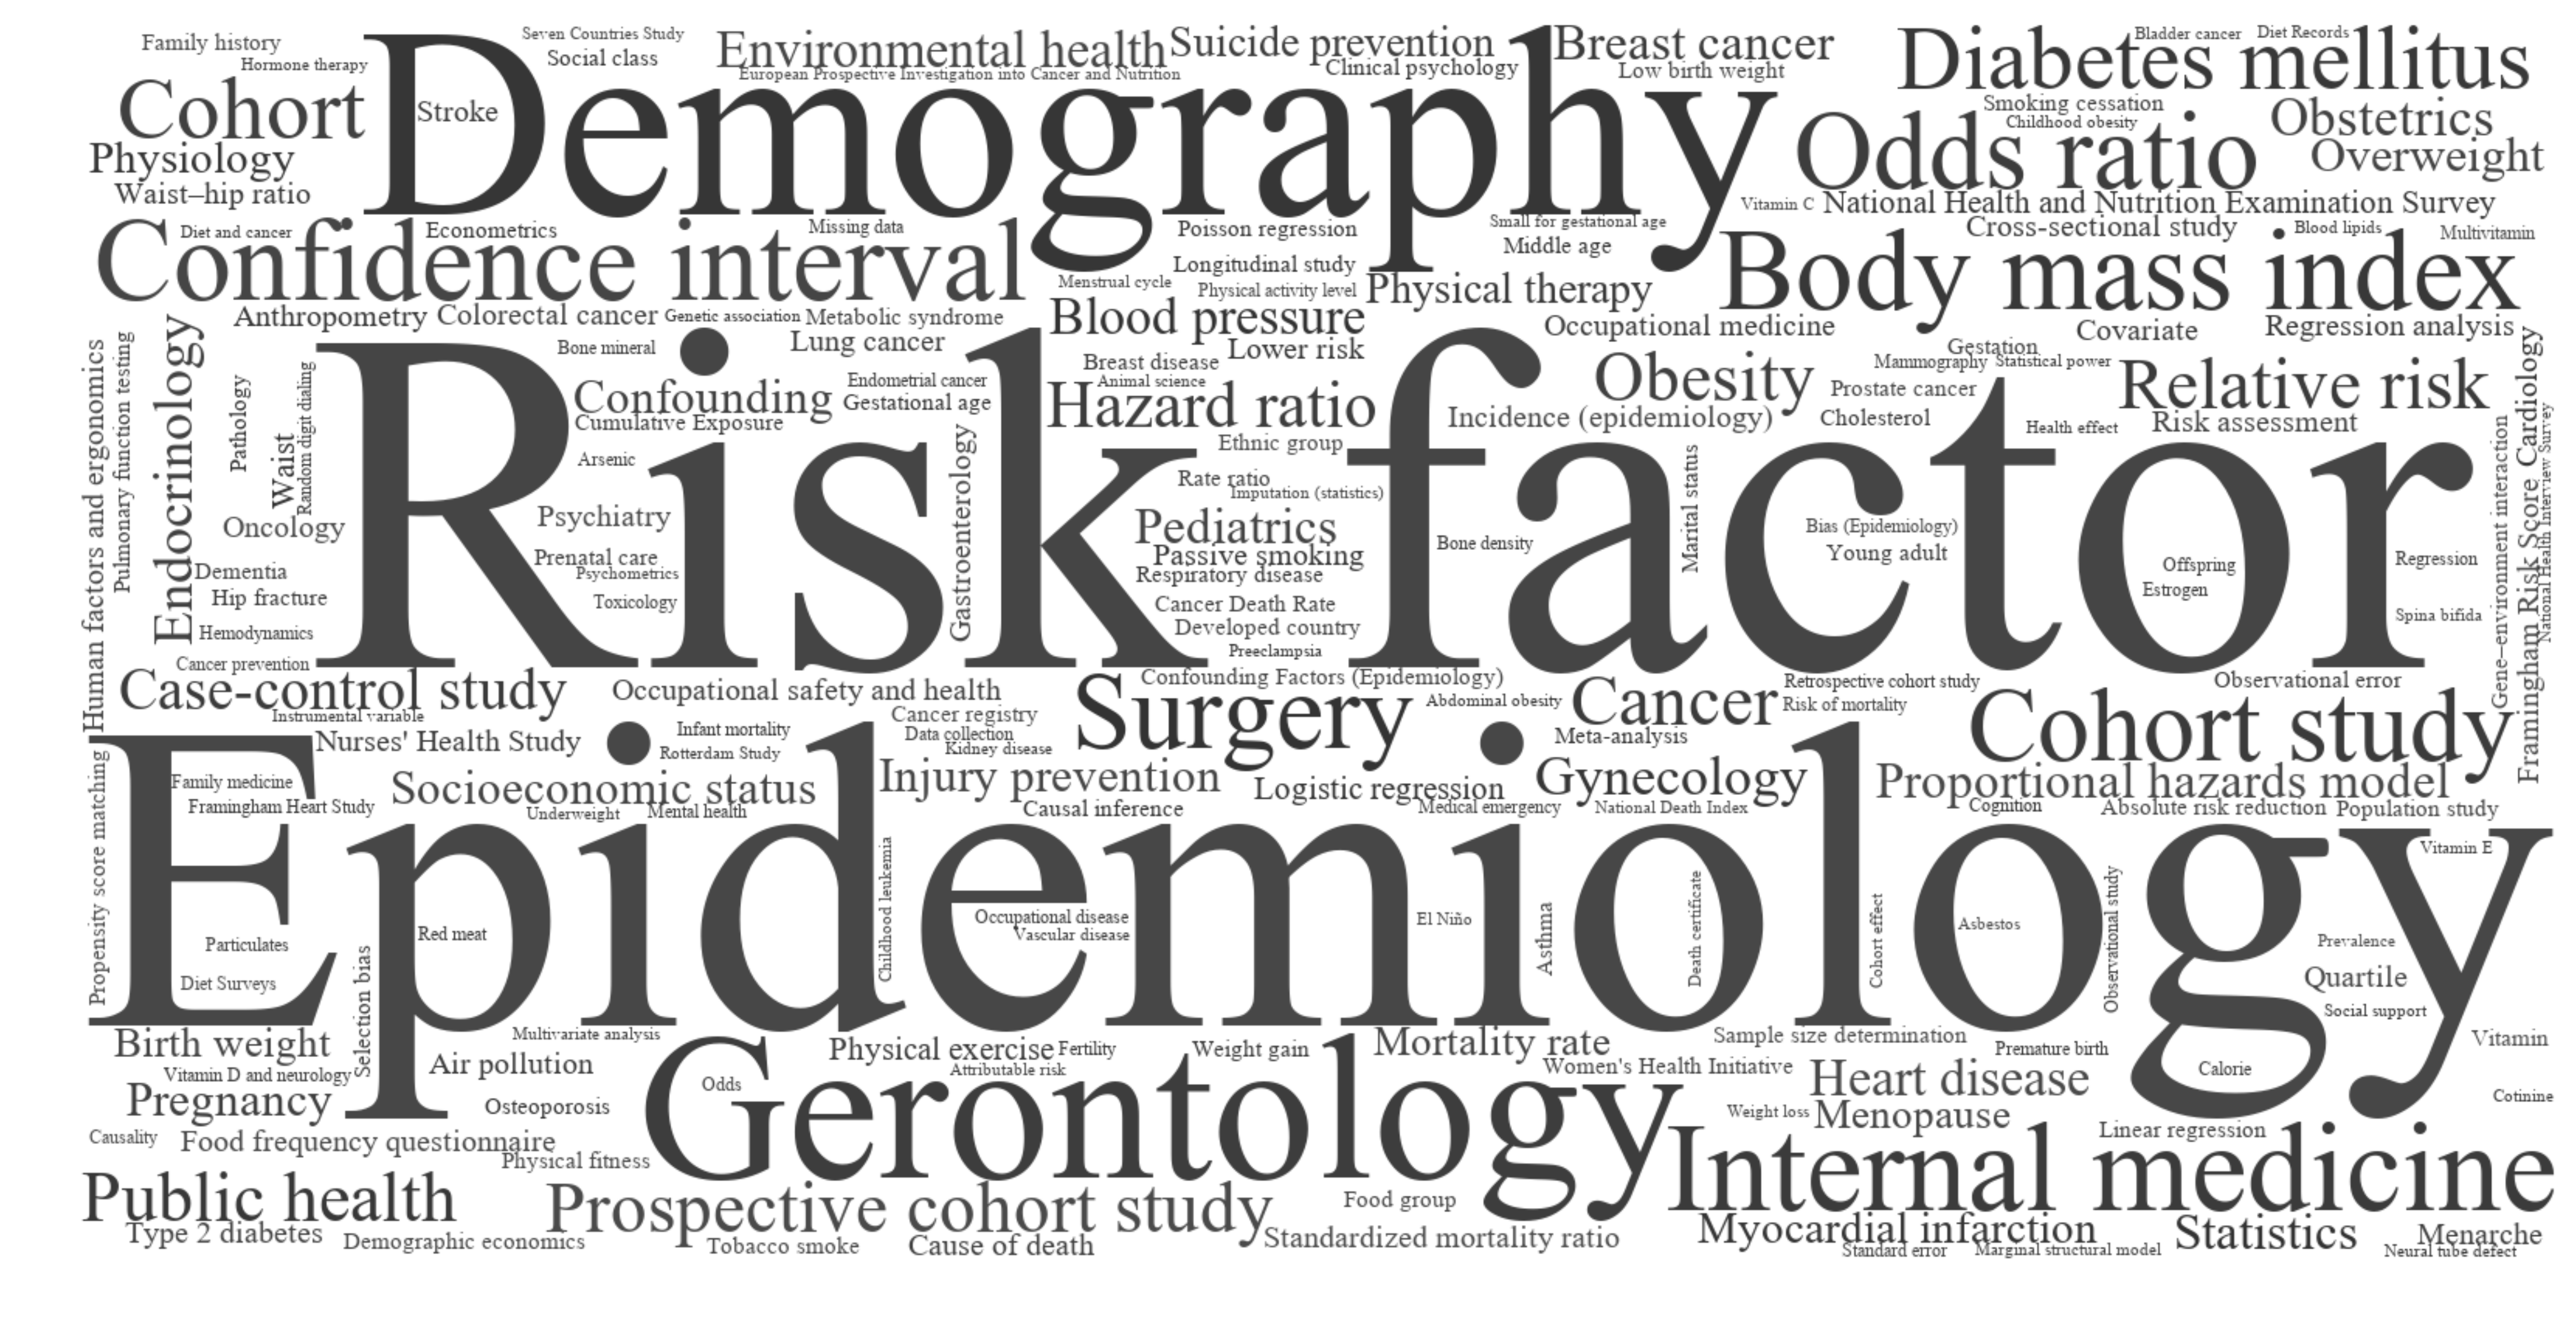 Family history
Hormone therapy
Seven Countries Study
Social class
Environmental health
European Prospective Investigation into Cancer and Nutrition
Suicide prevention
Clinical psychology
Breast cancer
Low birth weight
Diabetes mellitus
Bladder cancer
Diet Records
Cohort
Stroke
Demography
Smoking cessation
Childhood obesity
Obstetrics
Physiology
Odds ratio
Overweight
Waist–hip ratio
Vitamin C
National Health and Nutrition Examination Survey
Diet and cancer
Econometrics
Missing data
Poisson regression
Small for gestational age
Middle age
Cross-sectional study
Blood lipids
Multivitamin
Confidence interval
Longitudinal study
Body mass index
Menstrual cycle
Physical activity level
Physical therapy
Anthropometry
Colorectal cancer
Genetic association
Metabolic syndrome
Blood pressure
Occupational medicine
Covariate
Regression analysis
Bone mineral
Lung cancer
Lower risk
Gestation
Breast disease
Mammography
Statistical power
Human factors and ergonomics
Pulmonary function testing
Endocrinology
Pathology
Waist
Random digit dialing
Confounding
Endometrial cancer
Gestational age
Animal science
Hazard ratio
Obesity
Prostate cancer
Relative risk
Cumulative Exposure
Incidence (epidemiology)
Cholesterol
Health effect
Risk assessment
Ethnic group
Arsenic
Risk factor
Gastroenterology
Rate ratio
Imputation (statistics)
Marital status
Gene–environment interaction
Framingham Risk Score
Cardiology
National Health Interview Survey
Oncology
Psychiatry
Pediatrics
Bone density
Bias (Epidemiology)
Young adult
Prenatal care
Passive smoking
Psychometrics
Respiratory disease
Offspring
Estrogen
Regression
Dementia
Hip fracture
Toxicology
Cancer Death Rate
Developed country
Spina bifida
Hemodynamics
Preeclampsia
Cancer prevention
Case-control study
Occupational safety and health
Confounding Factors (Epidemiology)
Surgery
Abdominal obesity
Cancer
Retrospective cohort study
Risk of mortality
Observational error
Cohort study
Instrumental variable
Nurses' Health Study
Infant mortality
Rotterdam Study
Cancer registry
Data collection
Kidney disease
Meta-analysis
Propensity score matching
Family medicine
Framingham Heart Study
Socioeconomic status
Underweight
Mental health
Injury prevention
Causal inference
Logistic regression
Medical emergency
Gynecology
National Death Index
Proportional hazards model
Cognition
Absolute risk reduction
Population study
Epidemiology
Vitamin E
Childhood leukemia
Occupational disease
Vascular disease
El Niño
Asthma
Death certificate
Cohort effect
Asbestos
Observational study
Prevalence
Particulates
Red meat
Quartile
Diet Surveys
Selection bias
Social support
Birth weight
Multivariate analysis
Physical exercise
Fertility
Weight gain
Mortality rate
Sample size determination
Premature birth
Vitamin
Vitamin D and neurology
Air pollution
Attributable risk
Women's Health Initiative
Heart disease
Calorie
Pregnancy
Osteoporosis
Odds
Gerontology
Weight loss
Menopause
Cotinine
Causality
Food frequency questionnaire
Linear regression
Physical fitness
Internal medicine
Public health
Prospective cohort study
Food group
Type 2 diabetes
Demographic economics
Tobacco smoke
Cause of death
Standardized mortality ratio
Myocardial infarction
Standard error
Marginal structural model
Statistics
Menarche
Neural tube defect